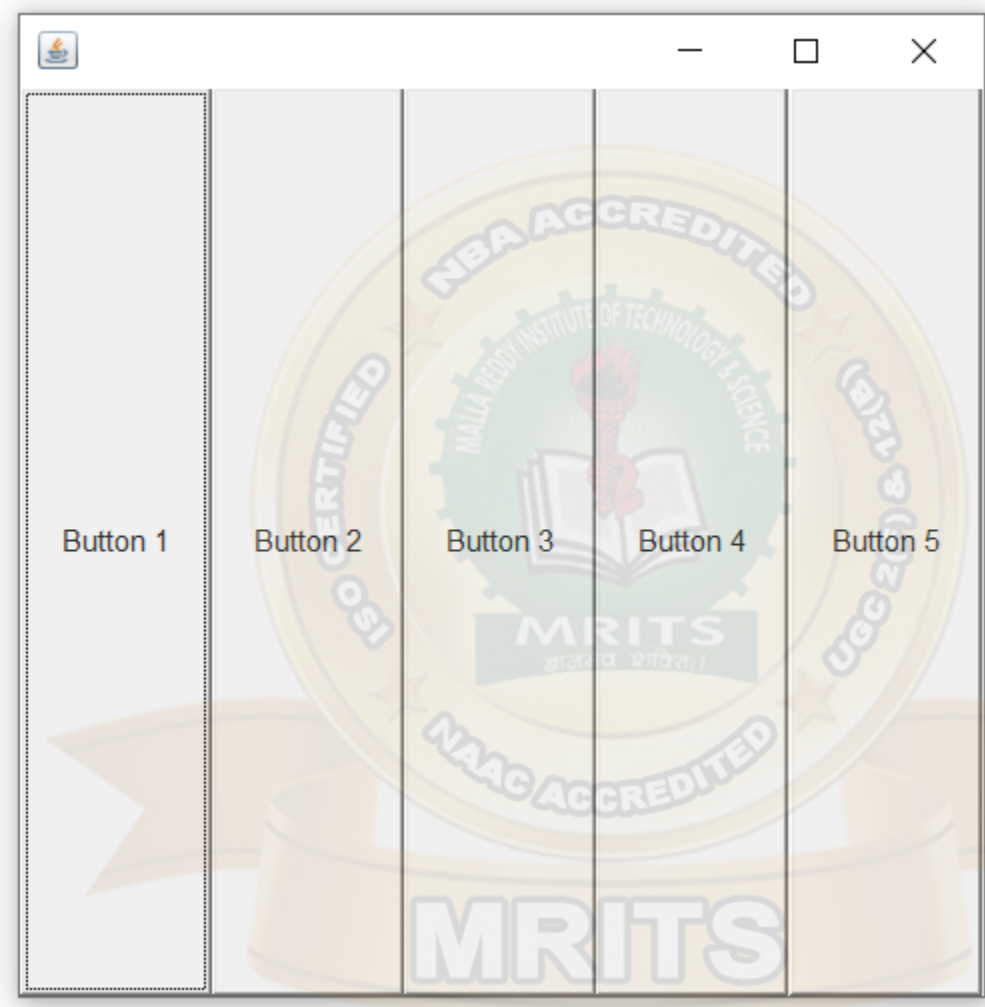 Button 1
Button 2
Button 3
Button 4
Button 5
NBA ACCREDITED
MALLA REDDY INSTITUTE OF TECHNOLOGY & SCIENCE
OSI CERTIFIED
UGC 2(F) & 12(B)
MRITS
NAAC ACCREDITED
MRITS